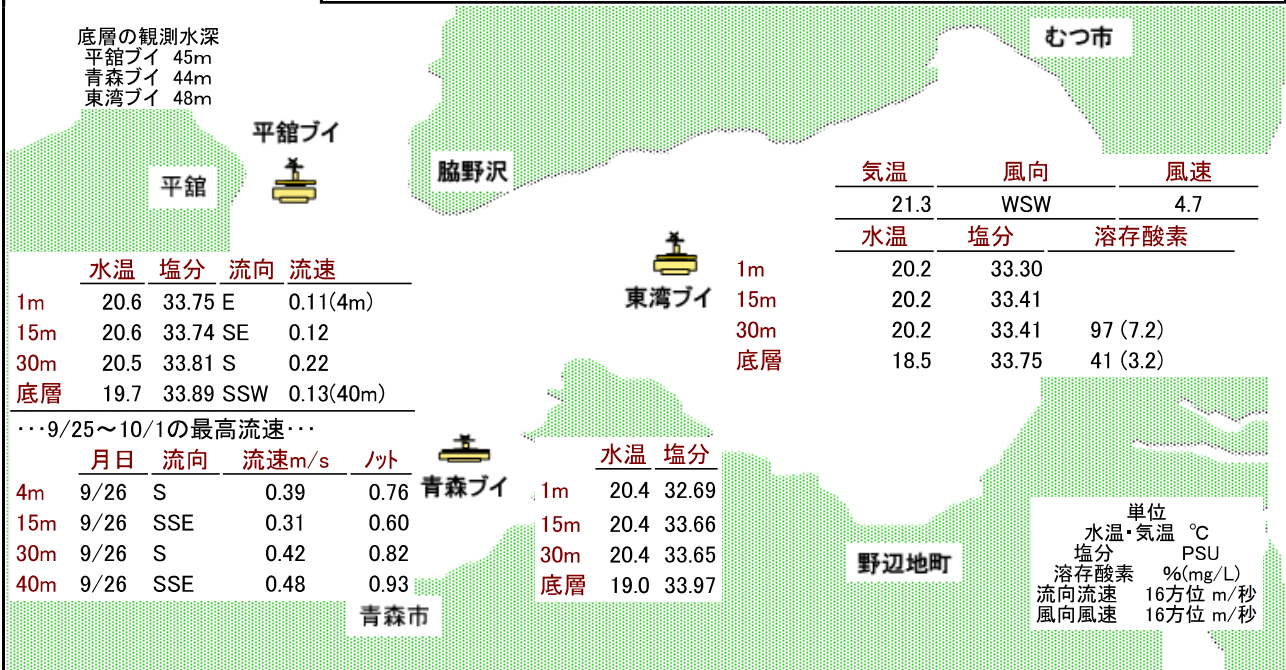 底層の観測水深
平舘ブイ 45m
青森ブイ 44m
東湾ブイ 48m
むつ市
平舘ブイ
脇野沢
平舘
気温 風向 風速
21.3 WSW 4.7
水温 塩分 溶存酸素
1m 20.2 33.30
15m 20.2 33.41
30m 20.2 33.41 97 (7.2)
底層 18.5 33.75 41 (3.2)
東湾ブイ
水温 塩分 流向 流速
1m 20.6 33.75 E 0.11(4m)
15m 20.6 33.74 SE 0.12
30m 20.5 33.81 S 0.22
底層 19.7 33.89 SSW 0.13(40m)
･･･9/25～10/1の最高流速･･･
月日 流向 流速m/s ﾉｯﾄ
4m 9/26 S 0.39 0.76
15m 9/26 SSE 0.31 0.60
30m 9/26 S 0.42 0.82
40m 9/26 SSE 0.48 0.93
青森ブイ
水温 塩分
1m 20.4 32.69
15m 20.4 33.66
30m 20.4 33.65
底層 19.0 33.97
青森市
野辺地町
単位
水温・気温 ℃
塩分 PSU
溶存酸素 %(mg/L)
流向流速 16方位 m/秒
風向風速 16方位 m/秒